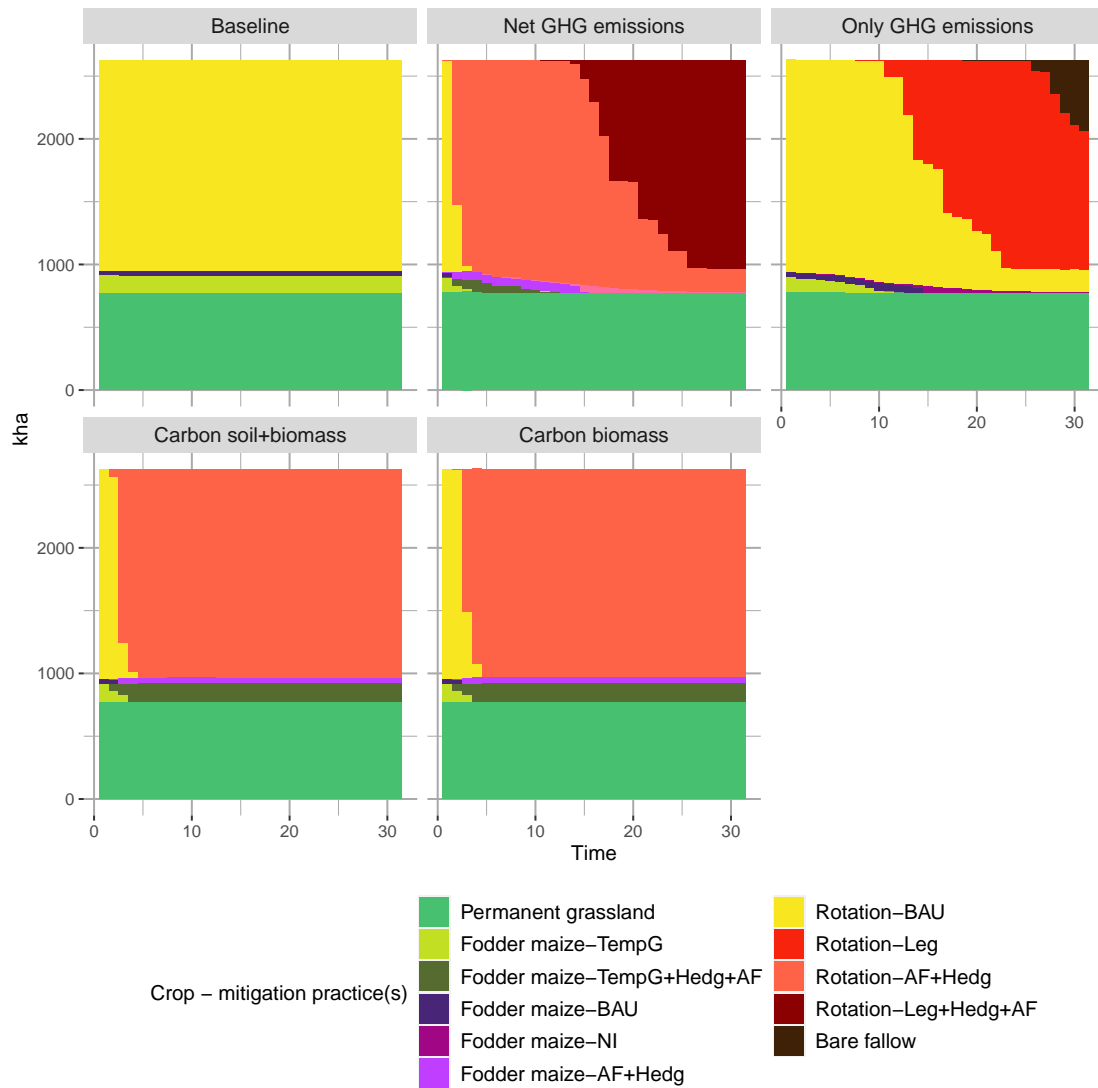 Baseline
Net GHG emissions
Only GHG emissions
2000
1000
0
0
10
20
30
Carbon soil+biomass
Carbon biomass
kha
2000
1000
0
0
10
20
30
0
10
20
30
Time
Crop − mitigation practice(s)
Permanent grassland
Fodder maize−TempG
Fodder maize−TempG+Hedg+AF
Fodder maize−BAU
Fodder maize−NI
Fodder maize−AF+Hedg
Rotation−BAU
Rotation−Leg
Rotation−AF+Hedg
Rotation−Leg+Hedg+AF
Bare fallow